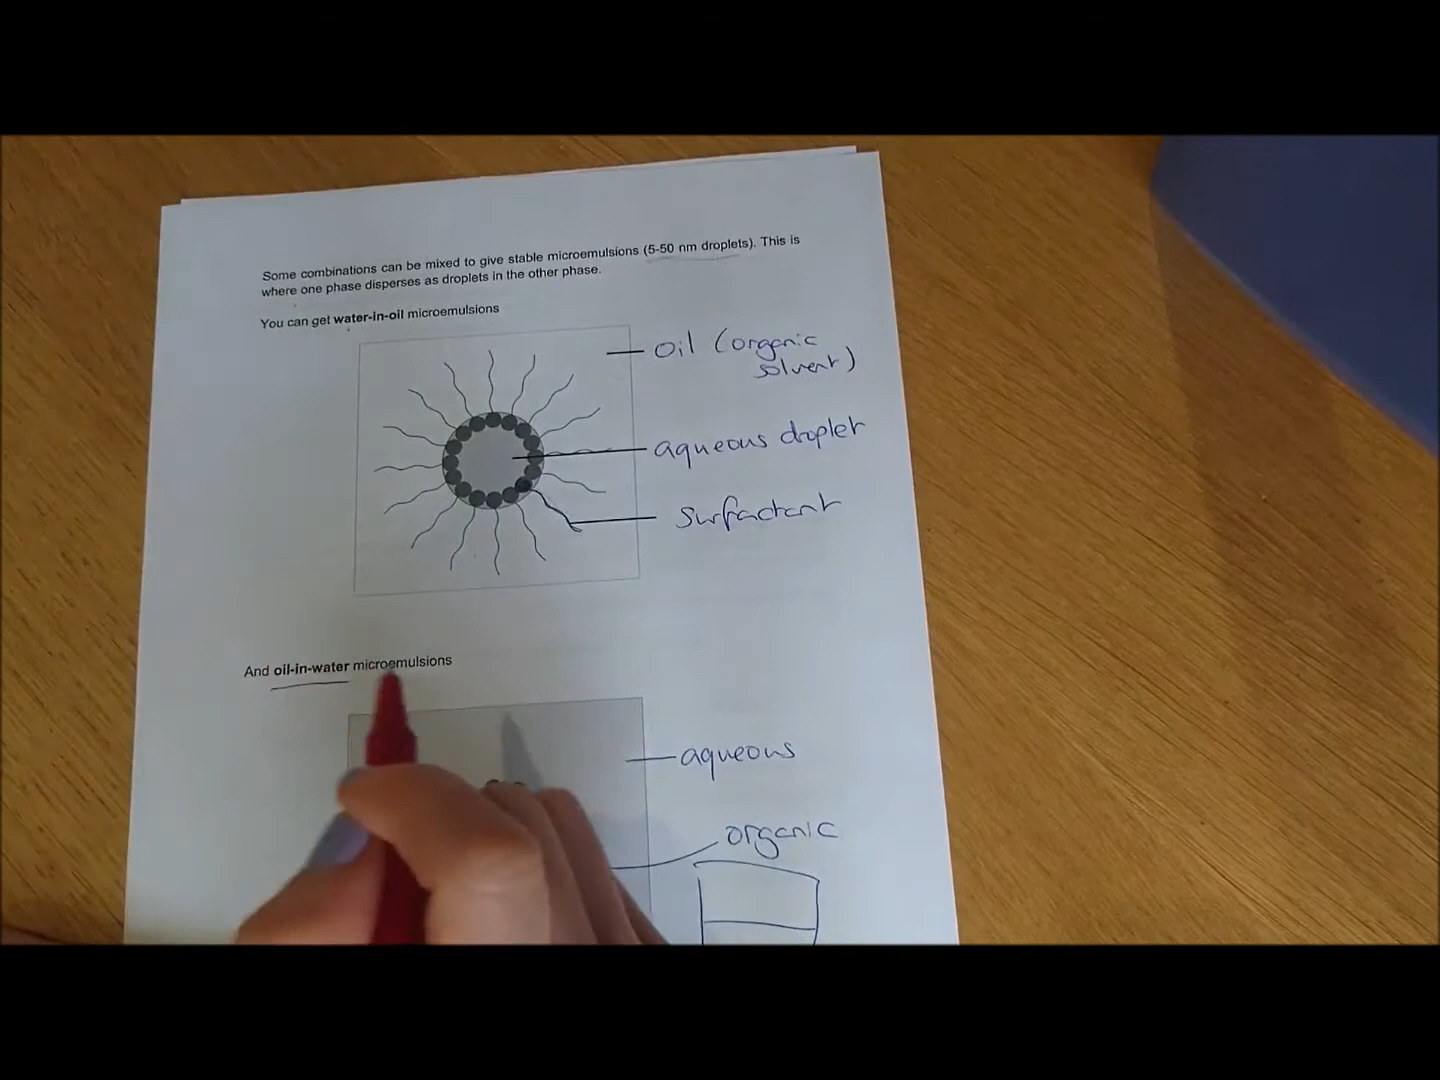 Some combinations can be mixed to give stable microemulsions (5-50 nm droplets). This is
where one phase disperses as droplets in the other phase.
You can get water-in-oil microemulsions
oil (organic
solvent)
aqueous droplet
surfactant
And oil-in-water microemulsions
aqueous
organic